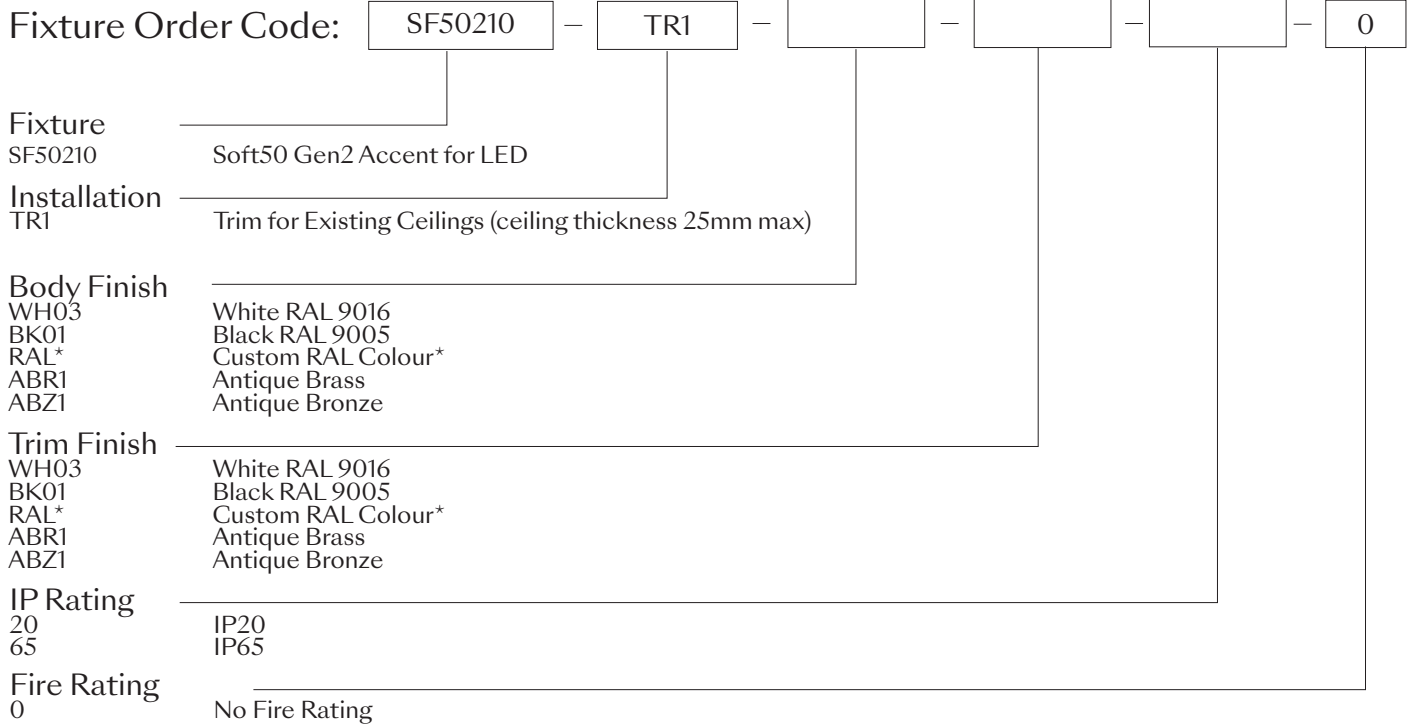 Fixture Order Code: SF50210 – TR1 – – – – 0
Fixture
SF50210 Soft50 Gen2 Accent for LED
Installation
TR1 Trim for Existing Ceilings (ceiling thickness 25mm max)
Body Finish
WH03 White RAL 9016
BK01 Black RAL 9005
RAL* Custom RAL Colour*
ABR1 Antique Brass
ABZ1 Antique Bronze
Trim Finish
WH03 White RAL 9016
BK01 Black RAL 9005
RAL* Custom RAL Colour*
ABR1 Antique Brass
ABZ1 Antique Bronze
IP Rating
20 IP20
65 IP65
Fire Rating
0 No Fire Rating